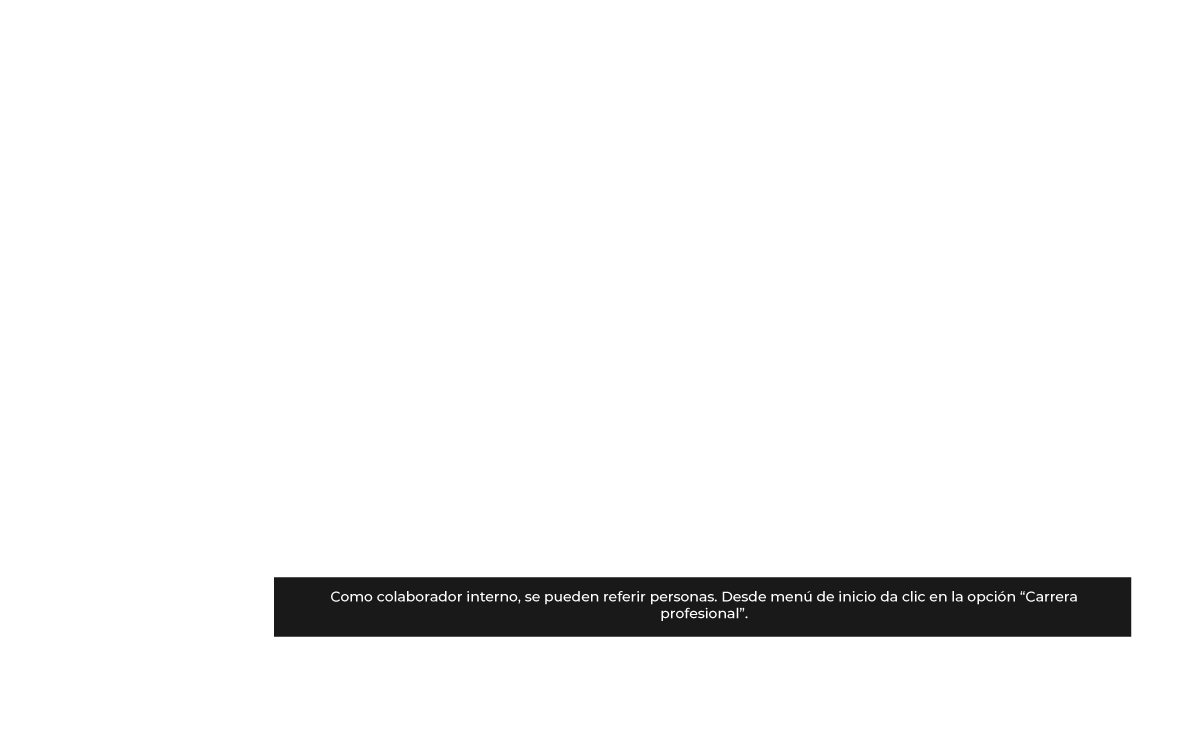 Como colaborador interno, se pueden referir personas. Desde menú de inicio da clic en la opción “Carrera
profesional”.